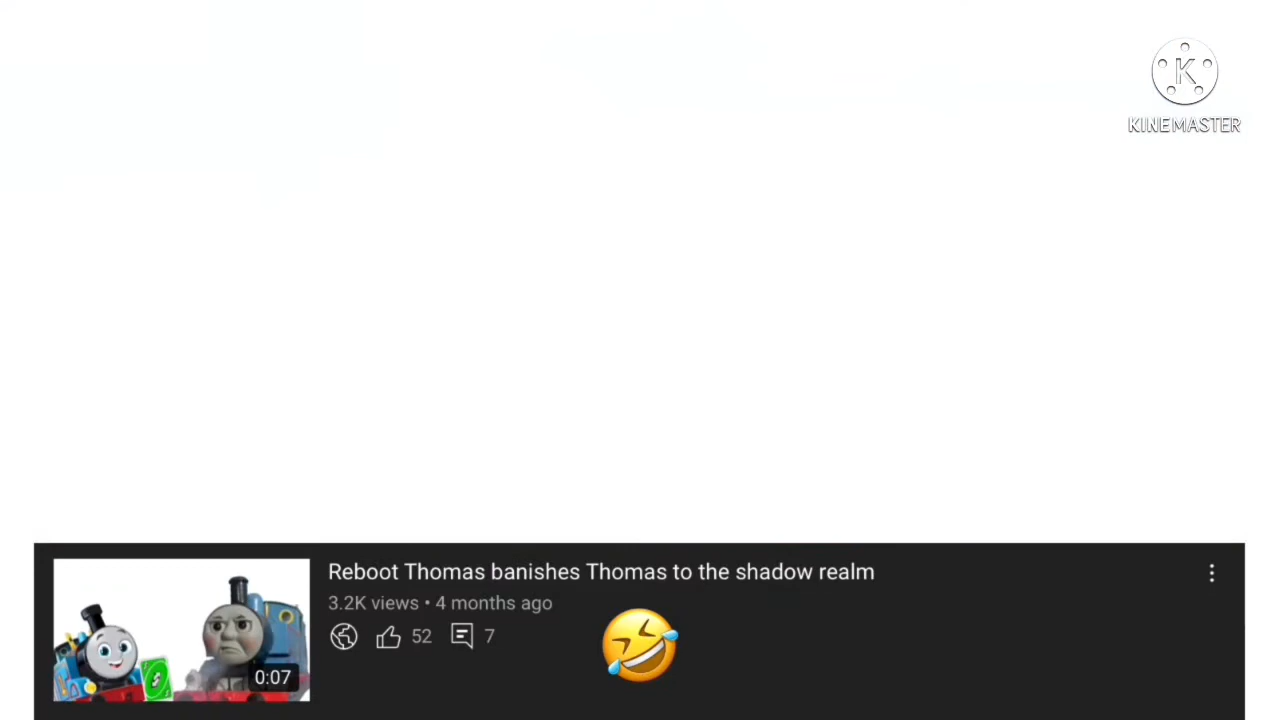 K
KINEMASTER
Reboot Thomas banishes Thomas to the shadow realm
3.2K views • 4 months ago
52 7
0:07